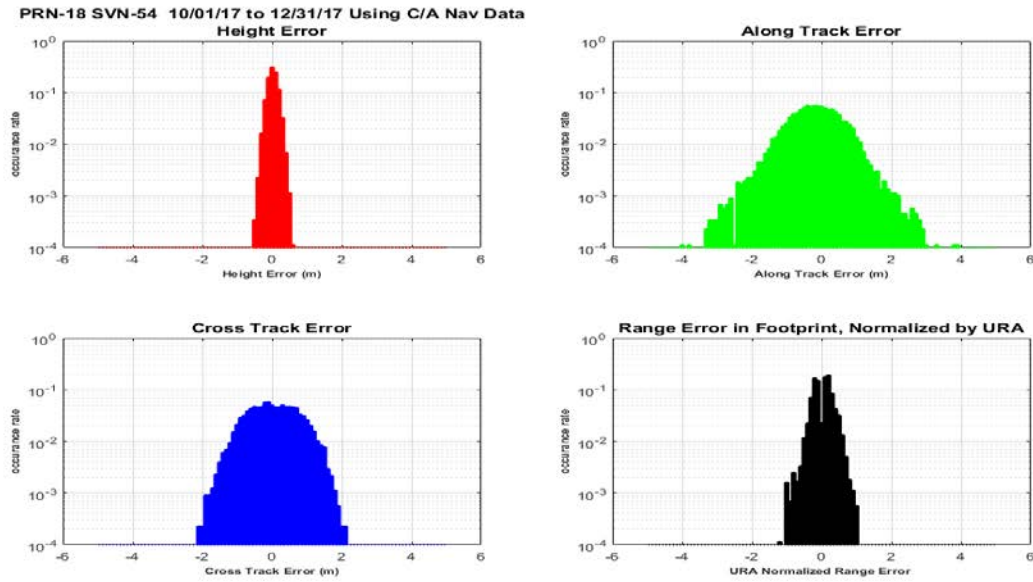 PRN-18 SVN-54 10/01/17 to 12/31/17 Using C/A Nav Data
Height Error
10^0
10^-1
10^-2
10^-3
10^-4
occurance rate
-6 -4 -2 0 2 4 6
Height Error (m)
Along Track Error
10^0
10^-1
10^-2
10^-3
10^-4
occurance rate
-6 -4 -2 0 2 4 6
Along Track Error (m)
Cross Track Error
10^0
10^-1
10^-2
10^-3
10^-4
occurance rate
-6 -4 -2 0 2 4 6
Cross Track Error (m)
Range Error in Footprint, Normalized by URA
10^0
10^-1
10^-2
10^-3
10^-4
occurance rate
-6 -4 -2 0 2 4 6
URA Normalized Range Error